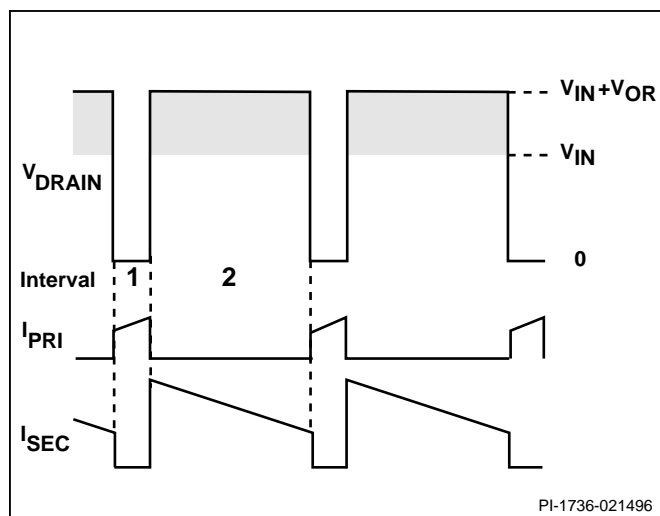 V_IN+V_OR
V_IN
V_DRAIN
0
Interval 1 2
I_PRI
I_SEC
PI-1736-021496